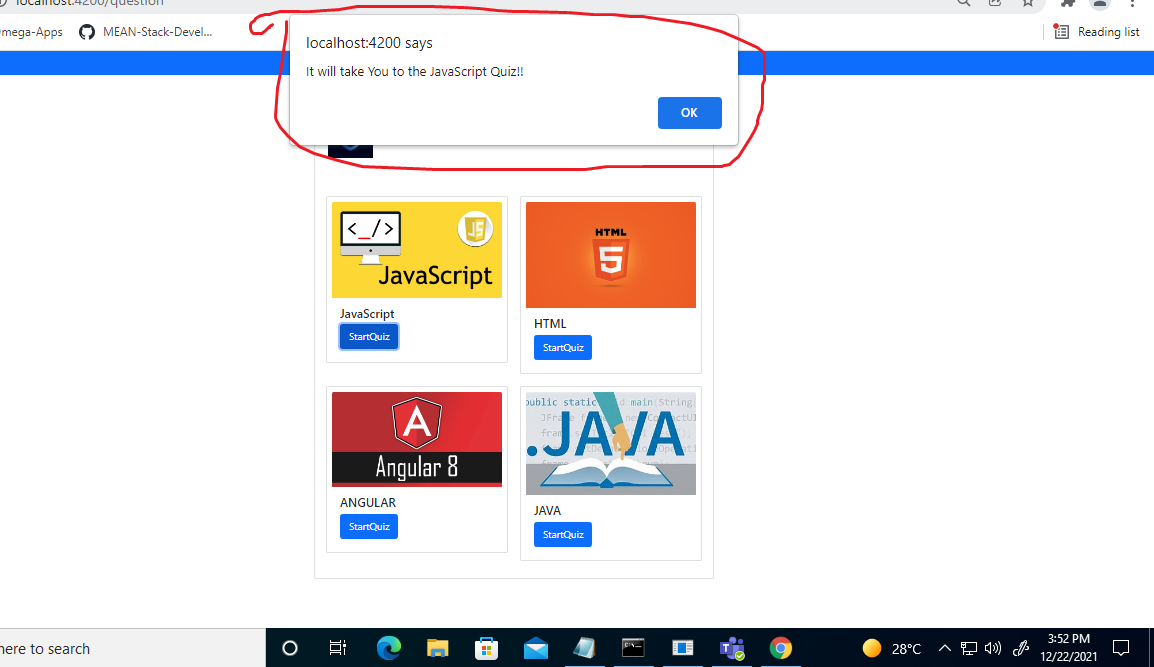 localhost:4200/question
mega-Apps
MEAN-Stack-Devel...
Reading list
localhost:4200 says
It will take You to the JavaScript Quiz!!
OK
<_/>
JS
JavaScript
JavaScript
StartQuiz
HTML
5
HTML
StartQuiz
A
Angular 8
ANGULAR
StartQuiz
public static void main(String
.JAVA
JAVA
StartQuiz
here to search
28°C
3:52 PM
12/22/2021